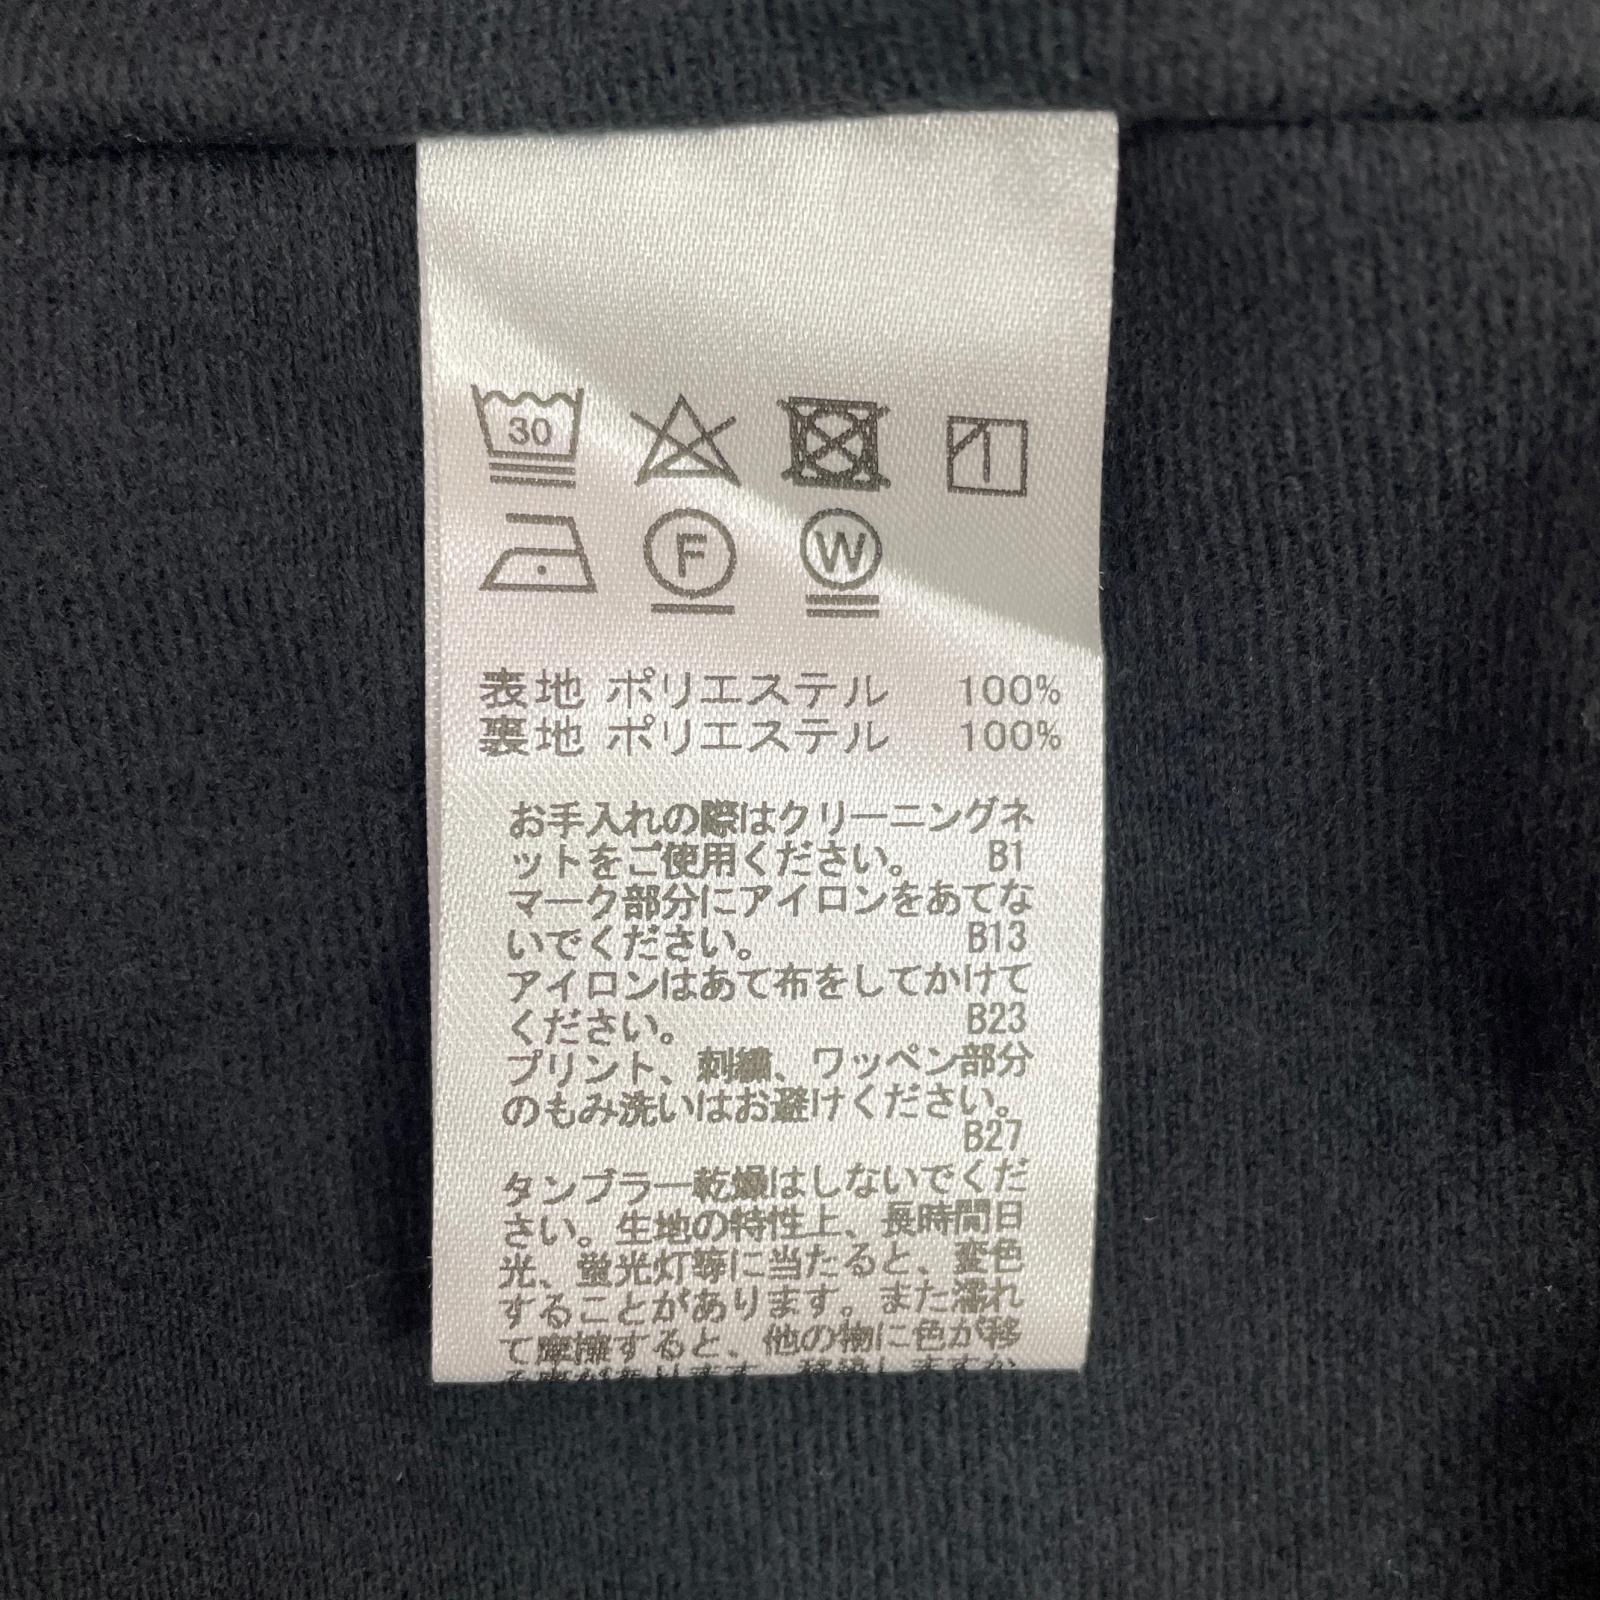 30
1
F W
表地 ポリエステル 100%
裏地 ポリエステル 100%
お手入れの際はクリーニングネ
ットをご使用ください。 B1
マーク部分にアイロンをあてな
いでください。 B13
アイロンはあて布をしてかけて
ください。 B23
プリント、刺繍、ワッペン部分
のもみ洗いはお避けください。
B27
タンブラー乾燥はしないでくだ
さい。生地の特性上、長時間日
光、蛍光灯等に当たると、変色
することがあります。また濡れ
て摩擦すると、他の物に色が移